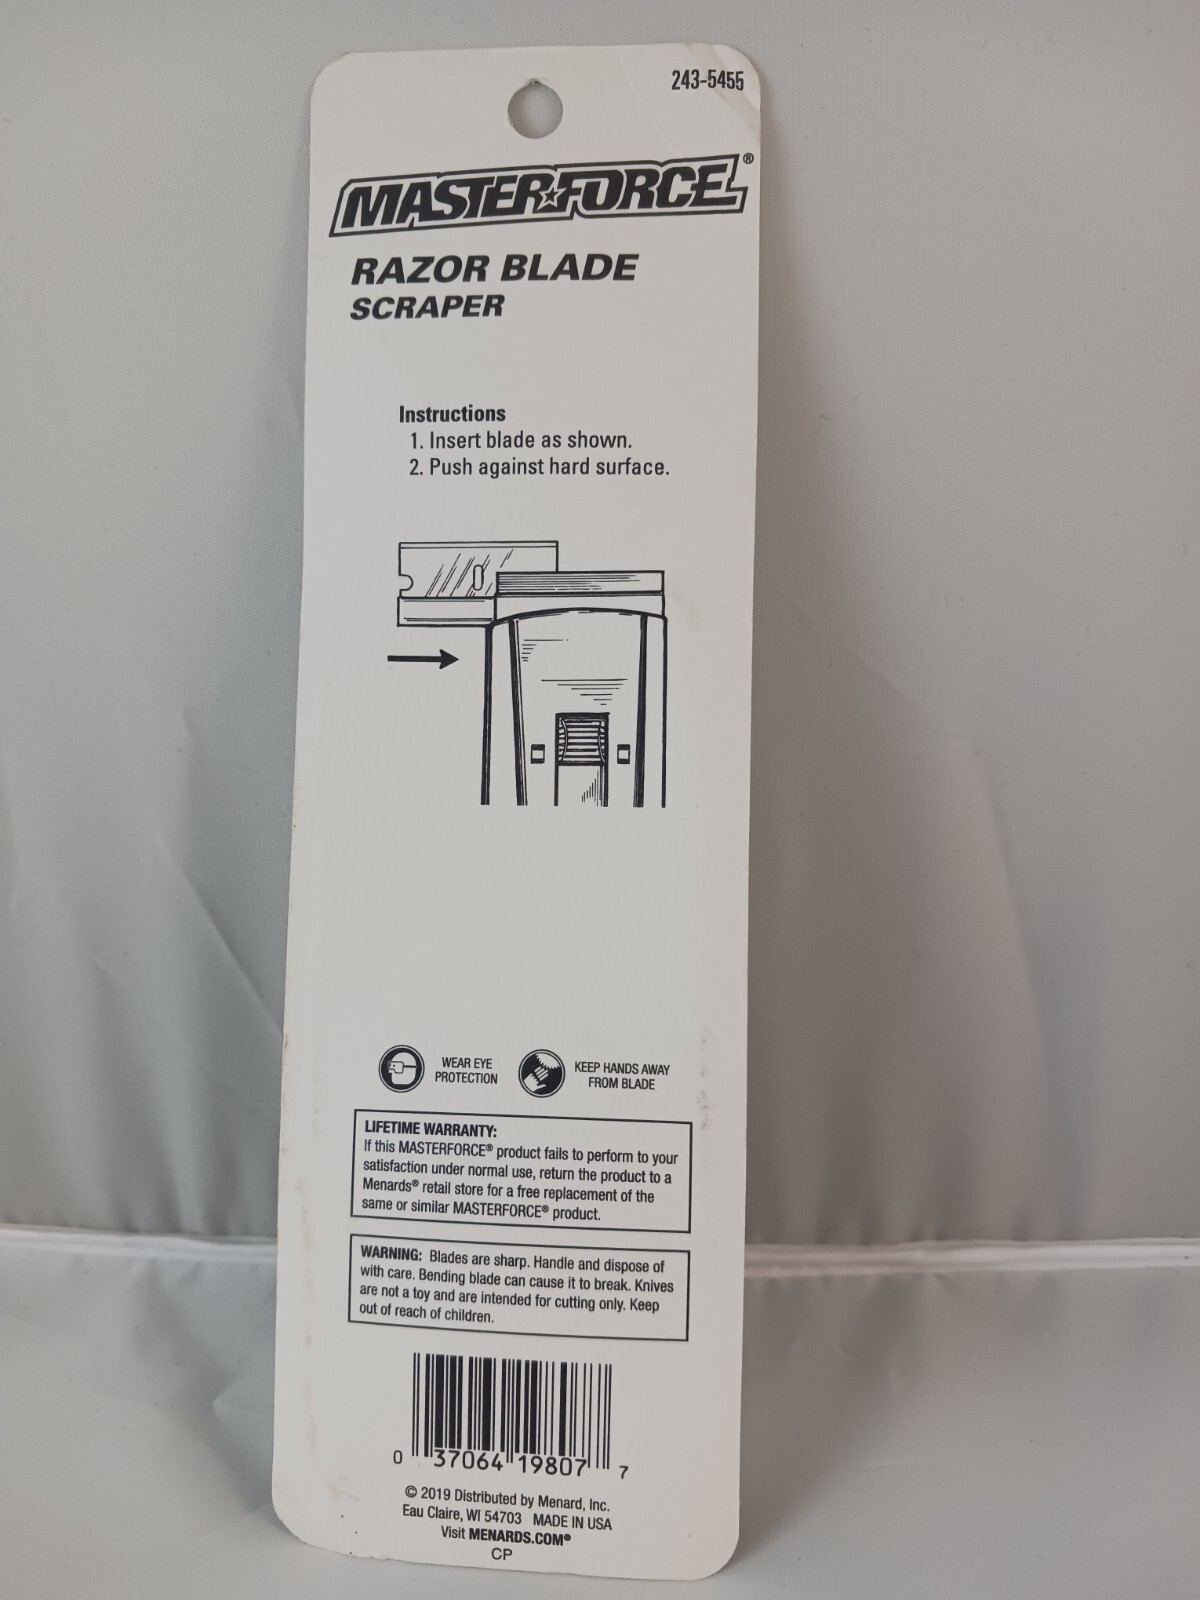 243-5455
MASTERFORCE®
RAZOR BLADE
SCRAPER
Instructions
1. Insert blade as shown.
2. Push against hard surface.
WEAR EYE
PROTECTION
KEEP HANDS AWAY
FROM BLADE
LIFETIME WARRANTY:
If this MASTERFORCE® product fails to perform to your
satisfaction under normal use, return the product to a
Menards® retail store for a free replacement of the
same or similar MASTERFORCE® product.
WARNING: Blades are sharp. Handle and dispose of
with care. Bending blade can cause it to break. Knives
are not a toy and are intended for cutting only. Keep
out of reach of children.
0 37064 19807 7
© 2019 Distributed by Menard, Inc.
Eau Claire, WI 54703 MADE IN USA
Visit MENARDS.COM®
CP